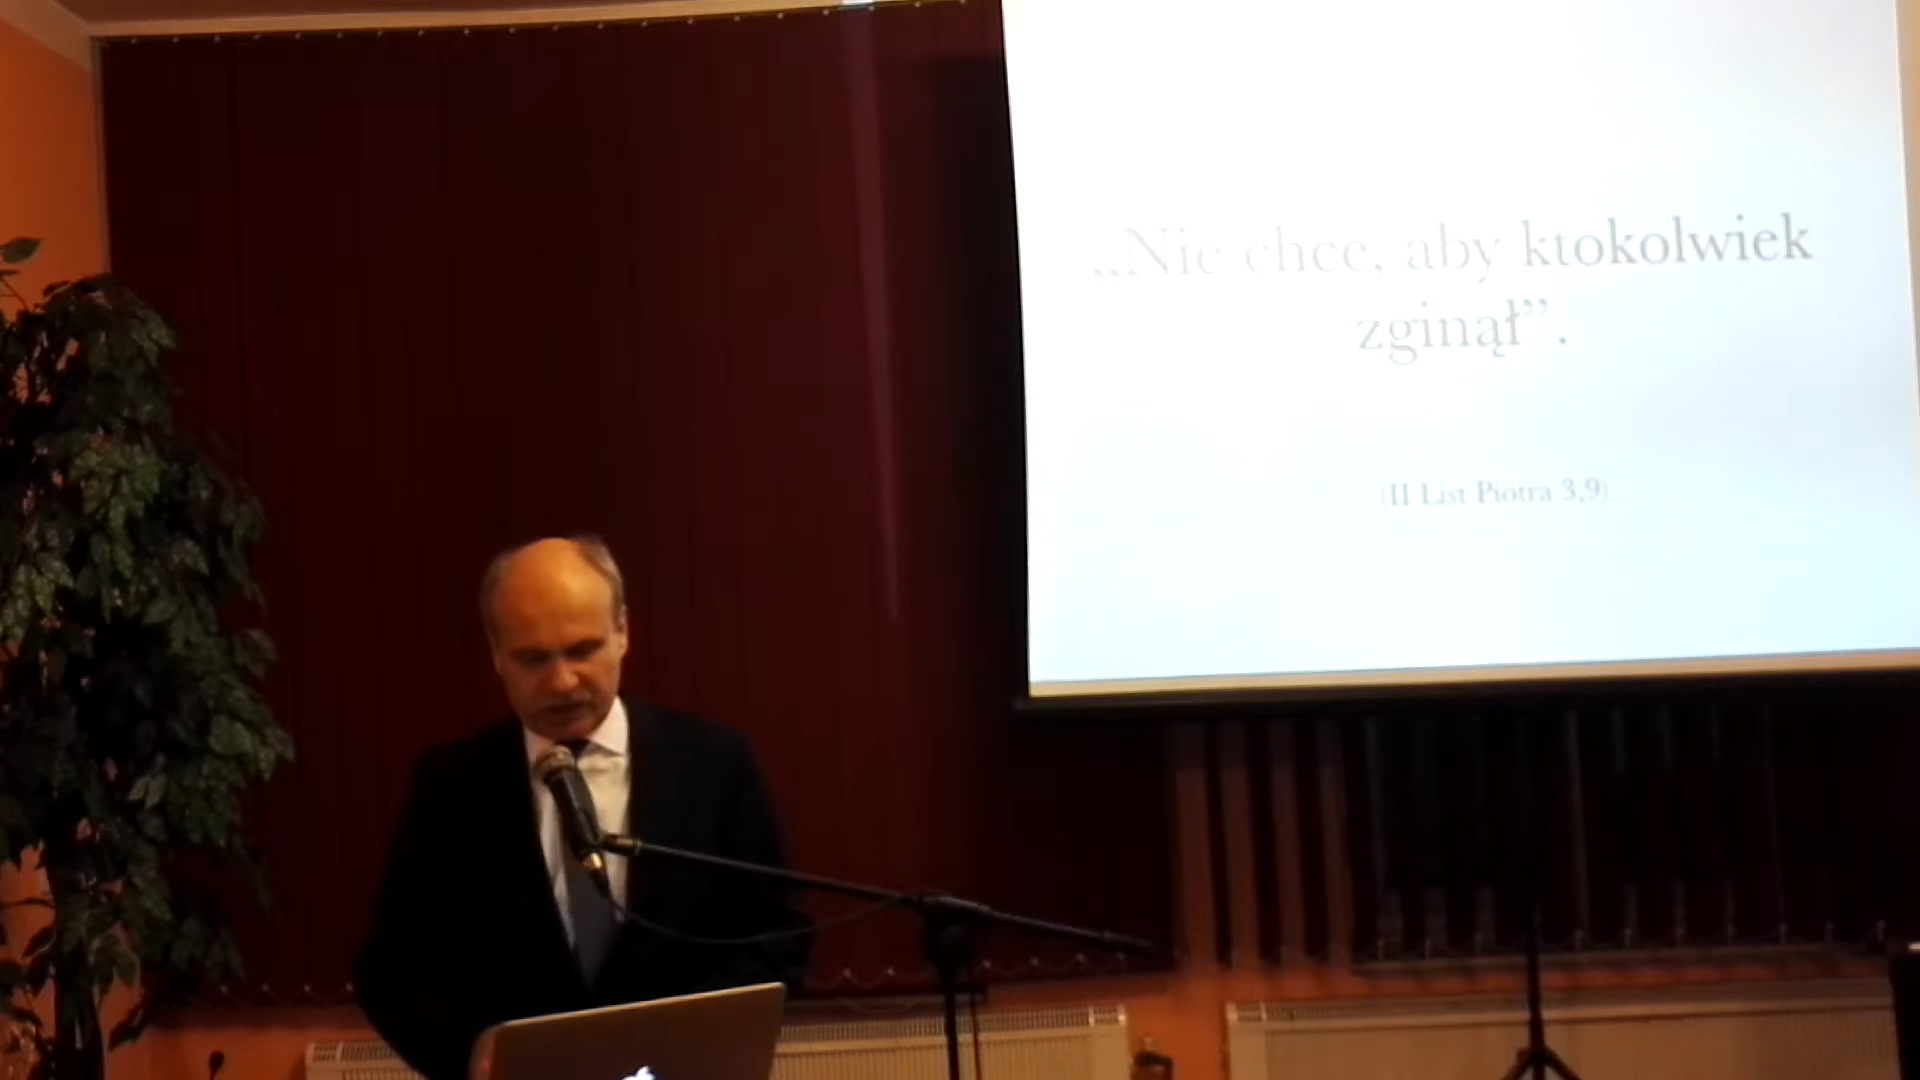 „Nie chce, aby ktokolwiek
zginął”.
(II List Piotra 3,9)